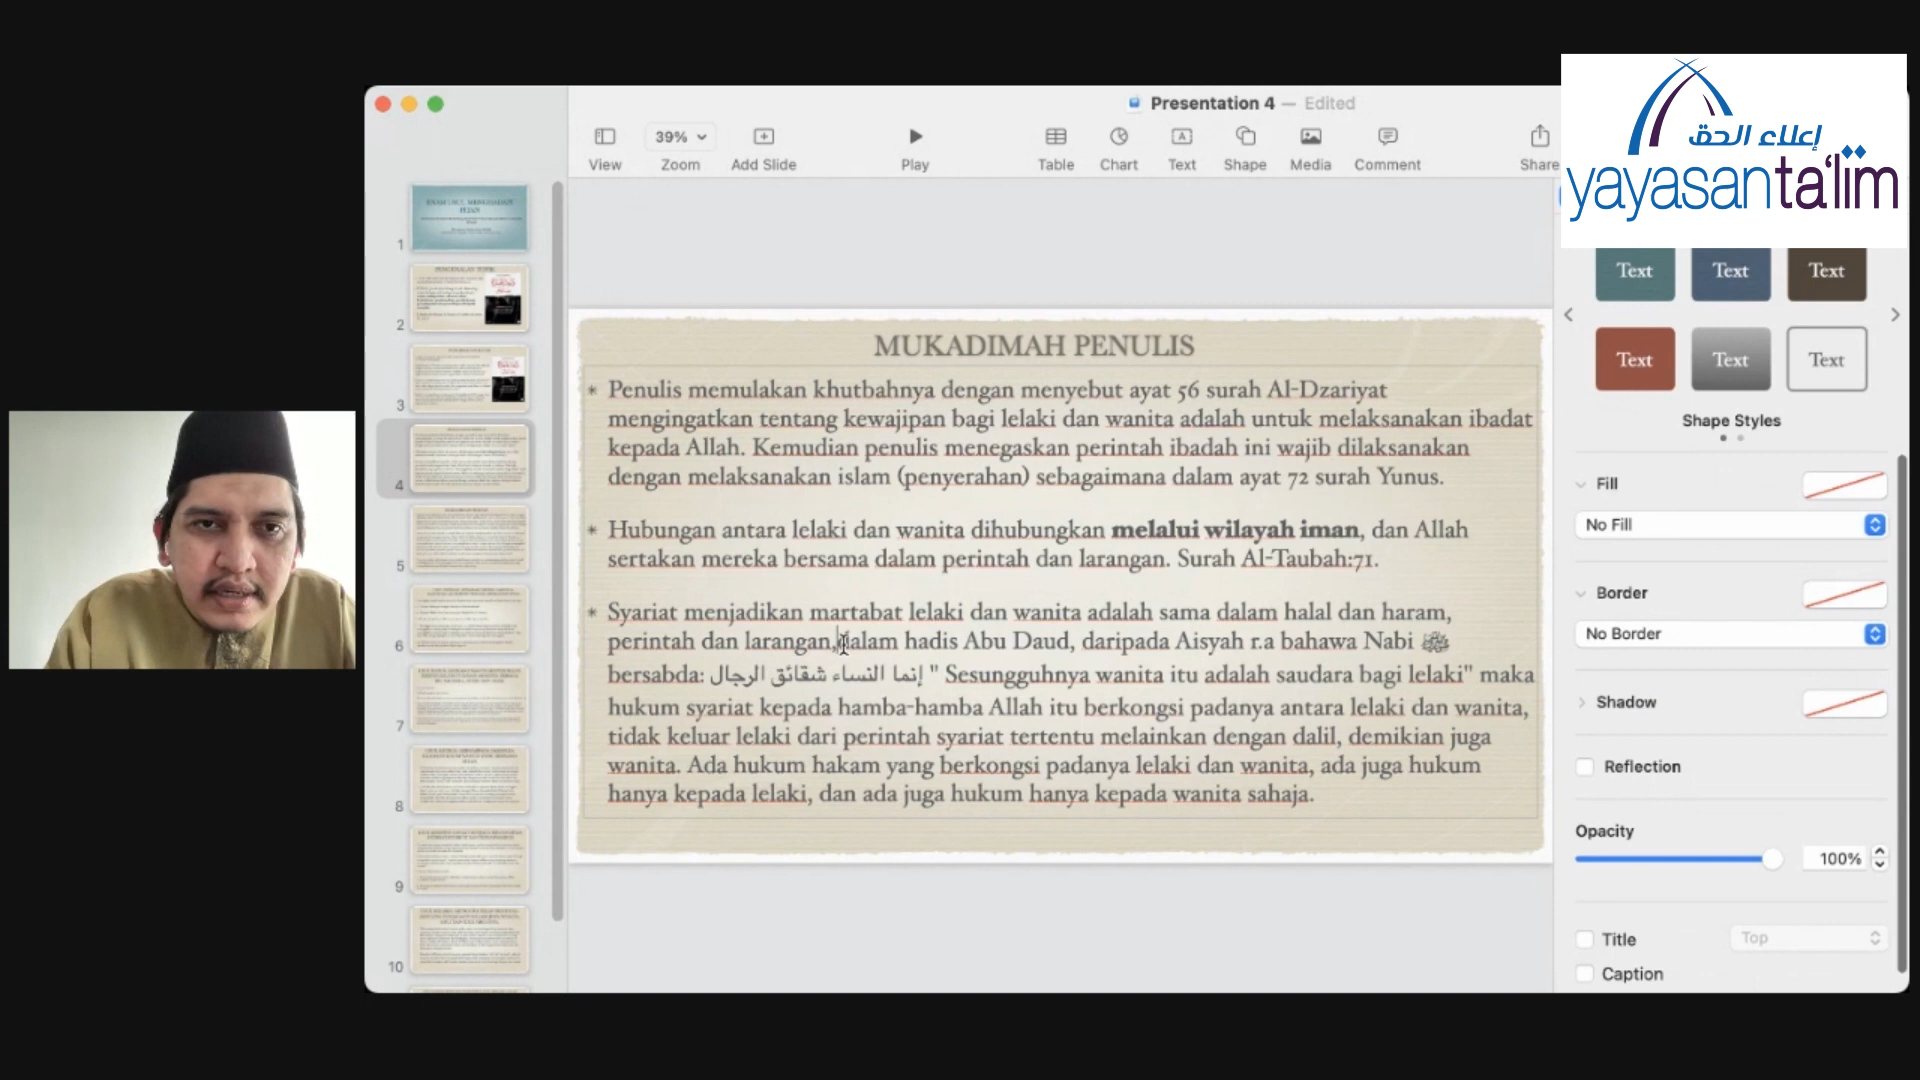 Presentation 4 — Edited
إعلاء الحق
yayasanta'lim
39%
View
Zoom
Add Slide
Play
Table
Chart
Text
Shape
Media
Comment
Share
1
2
3
4
5
6
7
8
9
10
MUKADIMAH PENULIS
* Penulis memulakan khutbahnya dengan menyebut ayat 56 surah Al-Dzariyat
mengingatkan tentang kewajipan bagi lelaki dan wanita adalah untuk melaksanakan ibadat
kepada Allah. Kemudian penulis menegaskan perintah ibadah ini wajib dilaksanakan
dengan melaksanakan islam (penyerahan) sebagaimana dalam ayat 72 surah Yunus.
* Hubungan antara lelaki dan wanita dihubungkan melalui wilayah iman, dan Allah
sertakan mereka bersama dalam perintah dan larangan. Surah Al-Taubah:71.
* Syariat menjadikan martabat lelaki dan wanita adalah sama dalam halal dan haram,
perintah dan larangan, dalam hadis Abu Daud, daripada Aisyah r.a bahawa Nabi ﷺ
bersabda: إنما النساء شقائق الرجال " Sesungguhnya wanita itu adalah saudara bagi lelaki" maka
hukum syariat kepada hamba-hamba Allah itu berkongsi padanya antara lelaki dan wanita,
tidak keluar lelaki dari perintah syariat tertentu melainkan dengan dalil, demikian juga
wanita. Ada hukum hakam yang berkongsi padanya lelaki dan wanita, ada juga hukum
hanya kepada lelaki, dan ada juga hukum hanya kepada wanita sahaja.
Text Text Text
Text Text Text
Shape Styles
Fill
No Fill
Border
No Border
Shadow
Reflection
Opacity
100%
Title
Top
Caption